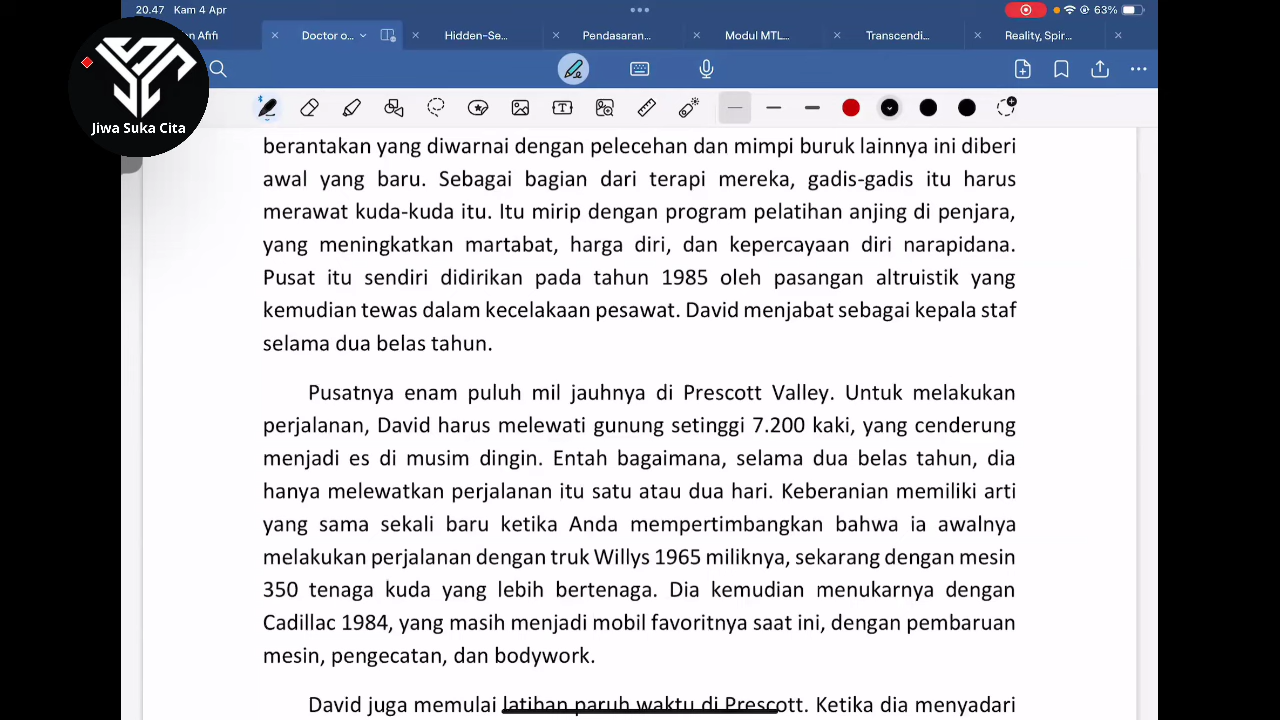 20.47 Kam 4 Apr
63%
n Afifi
Doctor o...
Hidden-Se...
Pendasaran...
Modul MTL...
Transcendi...
Reality, Spir...
Jiwa Suka Cita
berantakan yang diwarnai dengan pelecehan dan mimpi buruk lainnya ini diberi
awal yang baru. Sebagai bagian dari terapi mereka, gadis-gadis itu harus
merawat kuda-kuda itu. Itu mirip dengan program pelatihan anjing di penjara,
yang meningkatkan martabat, harga diri, dan kepercayaan diri narapidana.
Pusat itu sendiri didirikan pada tahun 1985 oleh pasangan altruistik yang
kemudian tewas dalam kecelakaan pesawat. David menjabat sebagai kepala staf
selama dua belas tahun.
Pusatnya enam puluh mil jauhnya di Prescott Valley. Untuk melakukan
perjalanan, David harus melewati gunung setinggi 7.200 kaki, yang cenderung
menjadi es di musim dingin. Entah bagaimana, selama dua belas tahun, dia
hanya melewatkan perjalanan itu satu atau dua hari. Keberanian memiliki arti
yang sama sekali baru ketika Anda mempertimbangkan bahwa ia awalnya
melakukan perjalanan dengan truk Willys 1965 miliknya, sekarang dengan mesin
350 tenaga kuda yang lebih bertenaga. Dia kemudian menukarnya dengan
Cadillac 1984, yang masih menjadi mobil favoritnya saat ini, dengan pembaruan
mesin, pengecatan, dan bodywork.
David juga memulai latihan paruh waktu di Prescott. Ketika dia menyadari